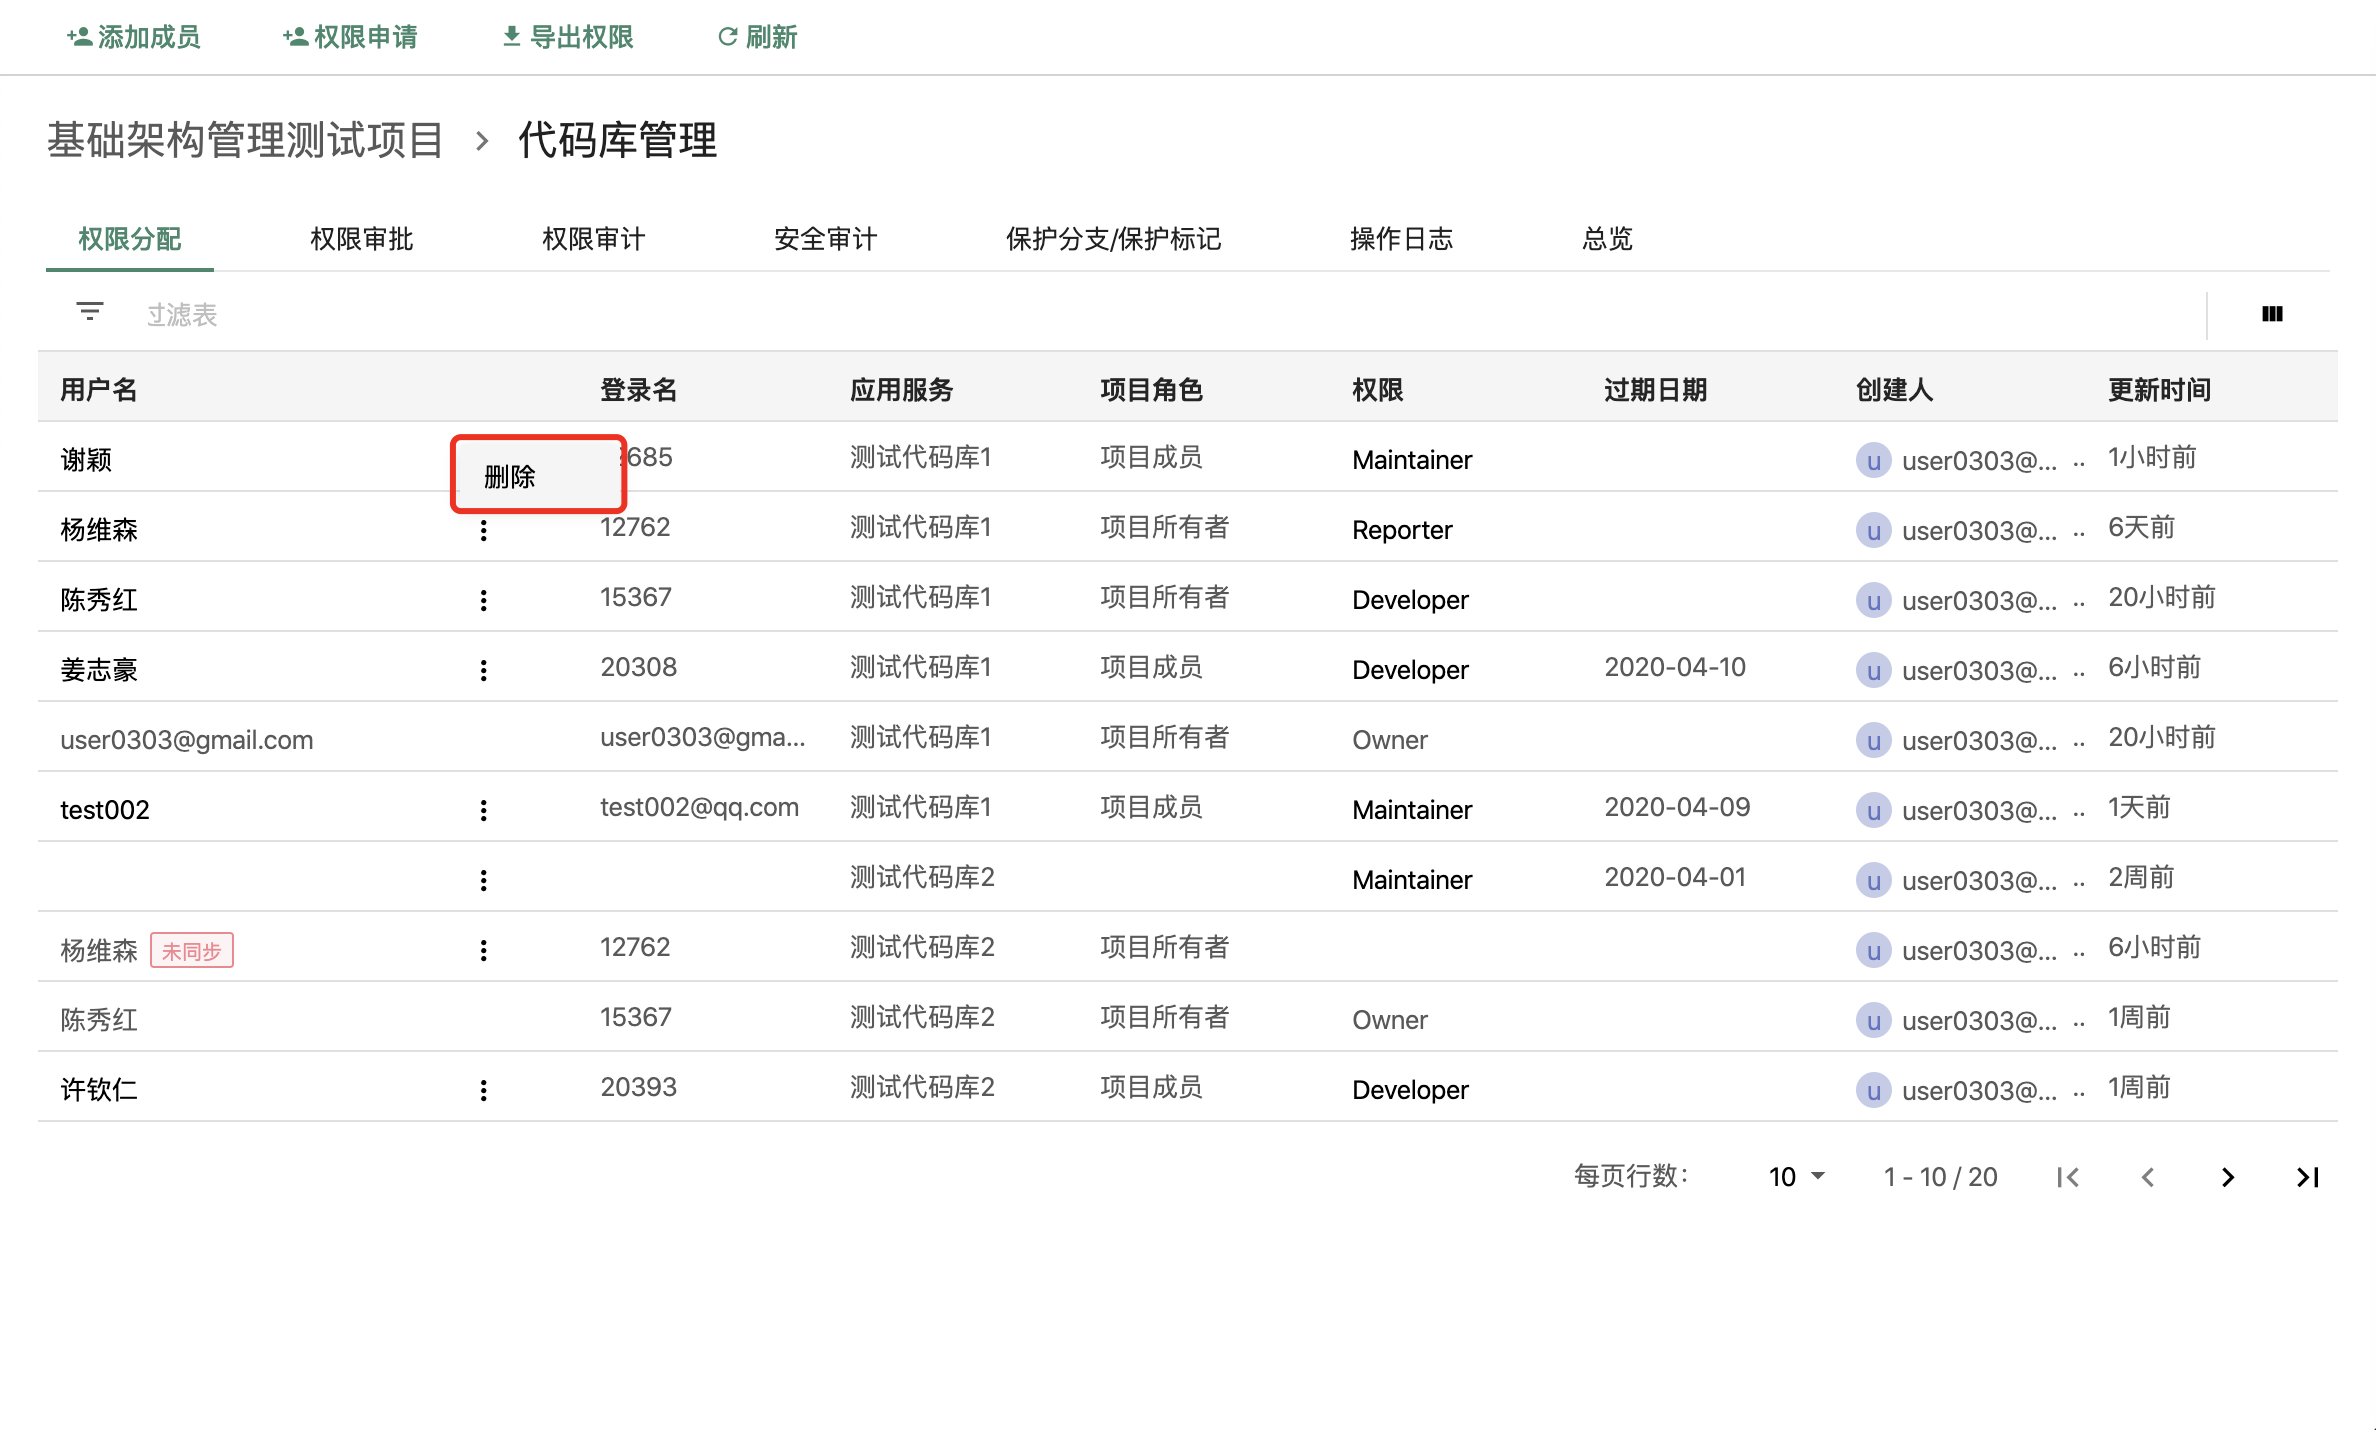 添加成员 权限申请 导出权限 刷新
基础架构管理测试项目 › 代码库管理
权限分配 权限审批 权限审计 安全审计 保护分支/保护标记 操作日志 总览
过滤表
用户名 登录名 应用服务 项目角色 权限 过期日期 创建人 更新时间
谢颖 删除 685 测试代码库1 项目成员 Maintainer u user0303@... .. 1小时前
杨维森 12762 测试代码库1 项目所有者 Reporter u user0303@... .. 6天前
陈秀红 15367 测试代码库1 项目所有者 Developer u user0303@... .. 20小时前
姜志豪 20308 测试代码库1 项目成员 Developer 2020-04-10 u user0303@... .. 6小时前
user0303@gmail.com user0303@gma... 测试代码库1 项目所有者 Owner u user0303@... .. 20小时前
test002 test002@qq.com 测试代码库1 项目成员 Maintainer 2020-04-09 u user0303@... .. 1天前
测试代码库2 Maintainer 2020-04-01 u user0303@... .. 2周前
杨维森 未同步 12762 测试代码库2 项目所有者 u user0303@... .. 6小时前
陈秀红 15367 测试代码库2 项目所有者 Owner u user0303@... .. 1周前
许钦仁 20393 测试代码库2 项目成员 Developer u user0303@... .. 1周前
每页行数： 10 1 - 10 / 20